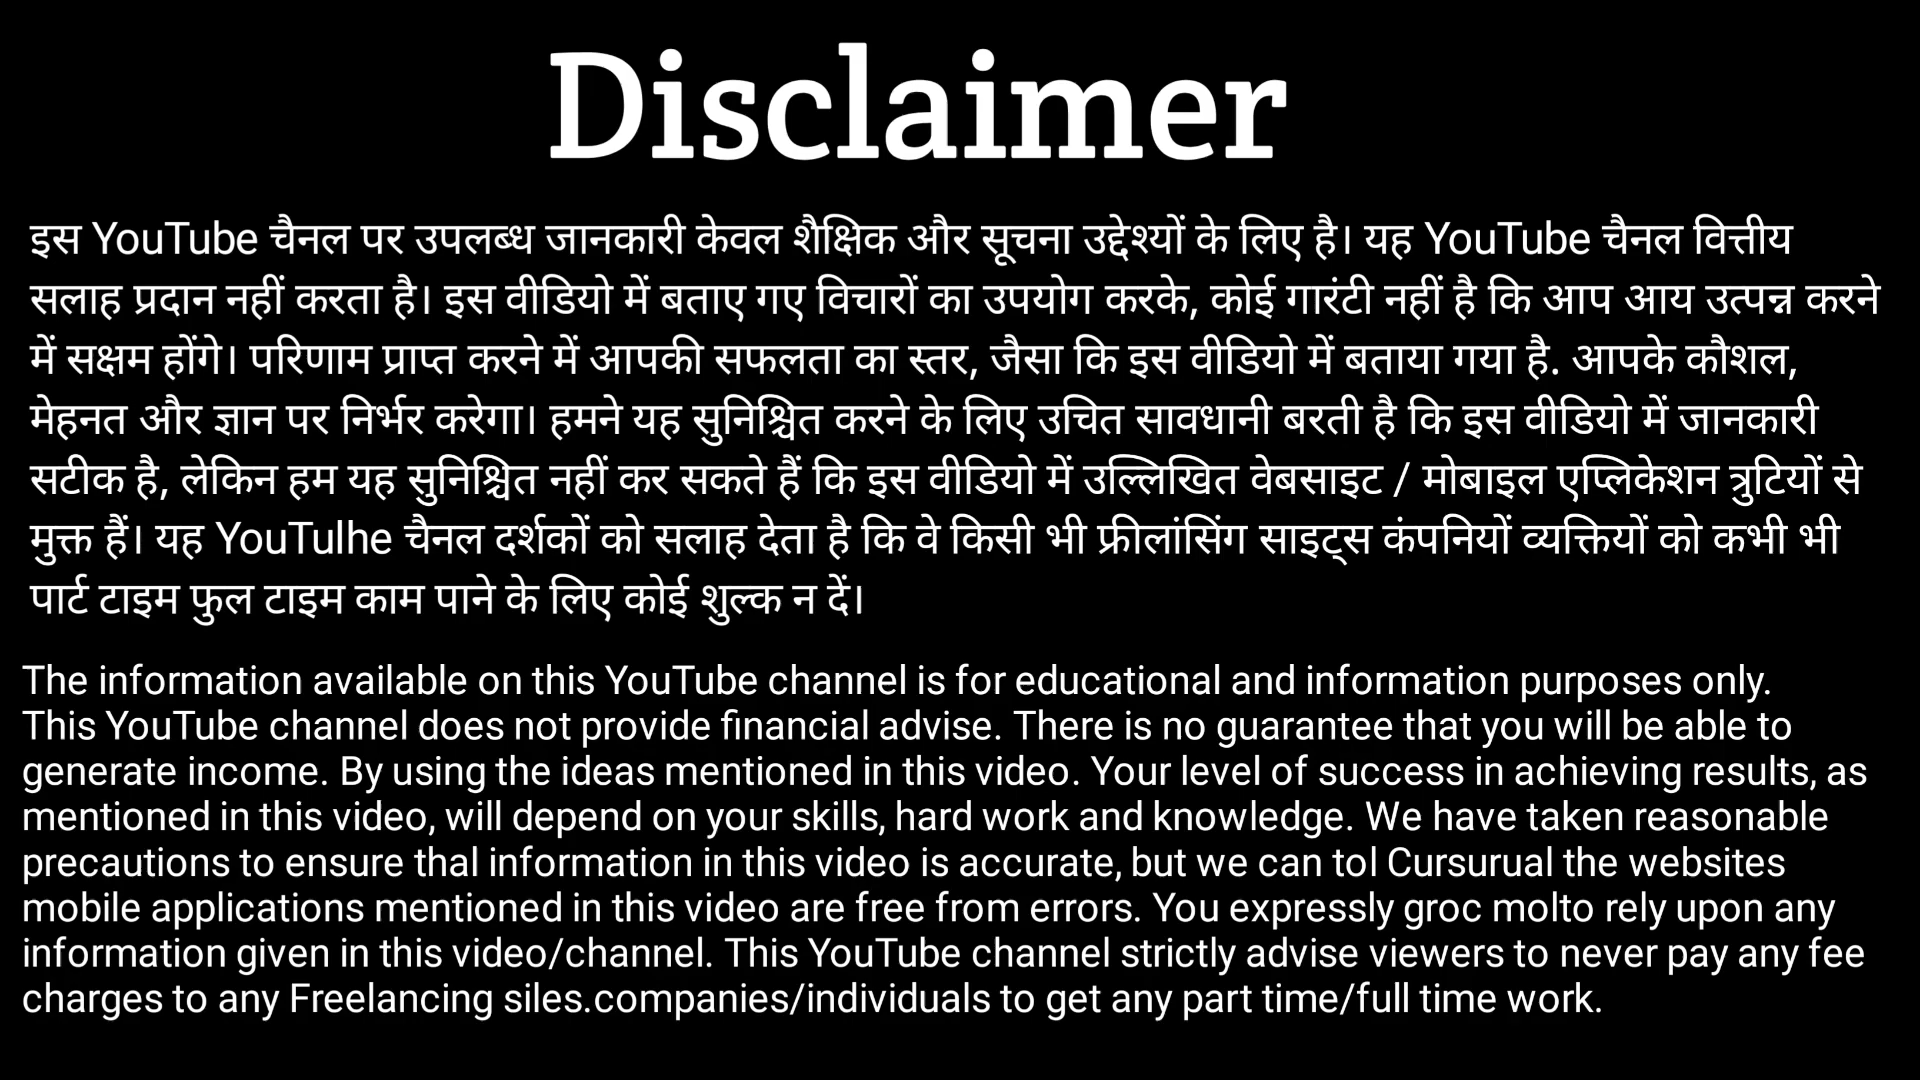 Disclaimer
इस YouTube चैनल पर उपलब्ध जानकारी केवल शैक्षिक और सूचना उद्देश्यों के लिए है। यह YouTube चैनल वित्तीय
सलाह प्रदान नहीं करता है। इस वीडियो में बताए गए विचारों का उपयोग करके, कोई गारंटी नहीं है कि आप आय उत्पन्न करने
में सक्षम होंगे। परिणाम प्राप्त करने में आपकी सफलता का स्तर, जैसा कि इस वीडियो में बताया गया है. आपके कौशल,
मेहनत और ज्ञान पर निर्भर करेगा। हमने यह सुनिश्चित करने के लिए उचित सावधानी बरती है कि इस वीडियो में जानकारी
सटीक है, लेकिन हम यह सुनिश्चित नहीं कर सकते हैं कि इस वीडियो में उल्लिखित वेबसाइट / मोबाइल एप्लिकेशन त्रुटियों से
मुक्त हैं। यह YouTulhe चैनल दर्शकों को सलाह देता है कि वे किसी भी फ्रीलांसिंग साइट्स कंपनियों व्यक्तियों को कभी भी
पार्ट टाइम फुल टाइम काम पाने के लिए कोई शुल्क न दें।
The information available on this YouTube channel is for educational and information purposes only.
This YouTube channel does not provide financial advise. There is no guarantee that you will be able to
generate income. By using the ideas mentioned in this video. Your level of success in achieving results, as
mentioned in this video, will depend on your skills, hard work and knowledge. We have taken reasonable
precautions to ensure thal information in this video is accurate, but we can tol Cursurual the websites
mobile applications mentioned in this video are free from errors. You expressly groc molto rely upon any
information given in this video/channel. This YouTube channel strictly advise viewers to never pay any fee
charges to any Freelancing siles.companies/individuals to get any part time/full time work.